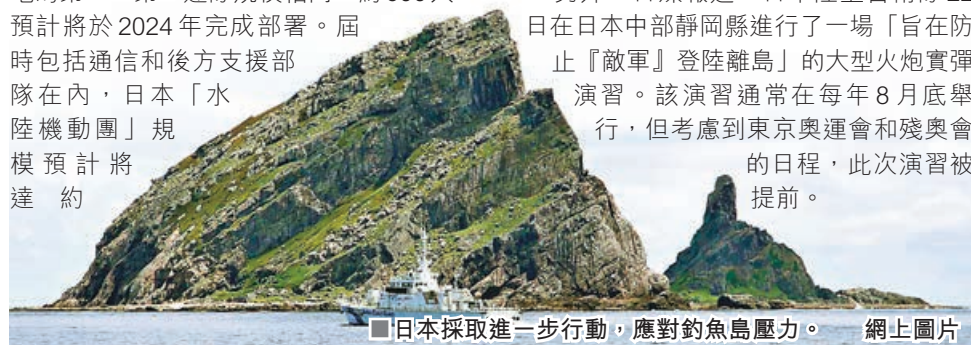 預計將於2024年完成部署。屆
時包括通信和後方支援部
隊在內，日本「水
陸機動團」規
模預計將
達約
日在日本中部靜岡縣進行了一場「旨在防
止『敵軍』登陸離島」的大型火炮實彈
演習。該演習通常在每年8月底舉
行，但考慮到東京奧運會和殘奧會
的日程，此次演習被
提前。
■日本採取進一步行動，應對釣魚島壓力。 網上圖片